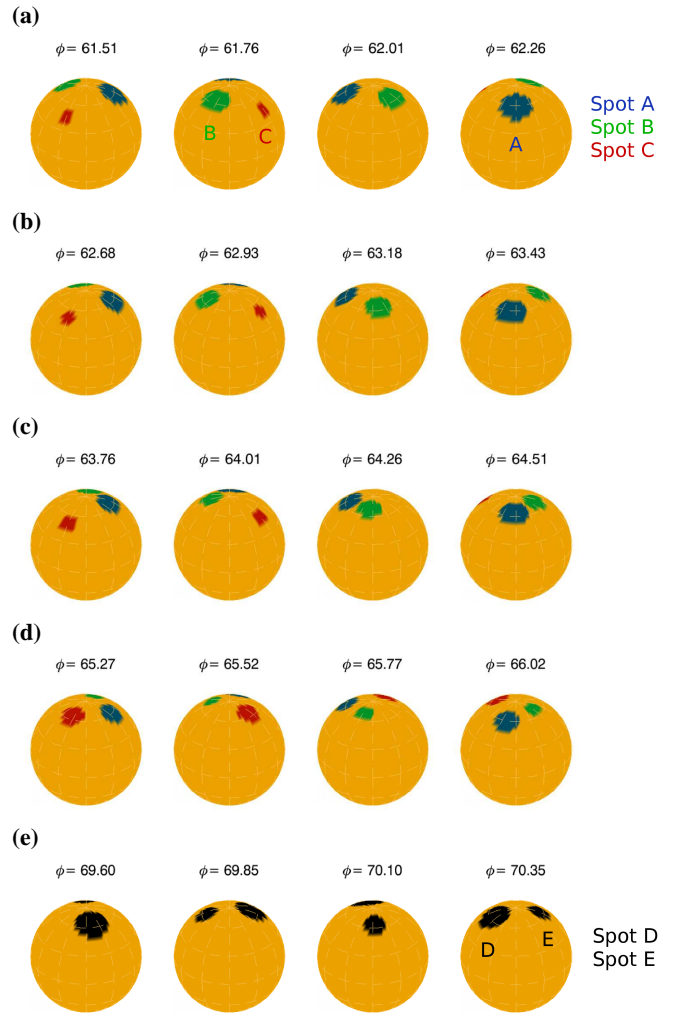 (a)
ϕ= 61.51 ϕ= 61.76 ϕ= 62.01 ϕ= 62.26
Spot A
Spot B
Spot C
B C A
(b)
ϕ= 62.68 ϕ= 62.93 ϕ= 63.18 ϕ= 63.43
(c)
ϕ= 63.76 ϕ= 64.01 ϕ= 64.26 ϕ= 64.51
(d)
ϕ= 65.27 ϕ= 65.52 ϕ= 65.77 ϕ= 66.02
(e)
ϕ= 69.60 ϕ= 69.85 ϕ= 70.10 ϕ= 70.35
D E
Spot D
Spot E